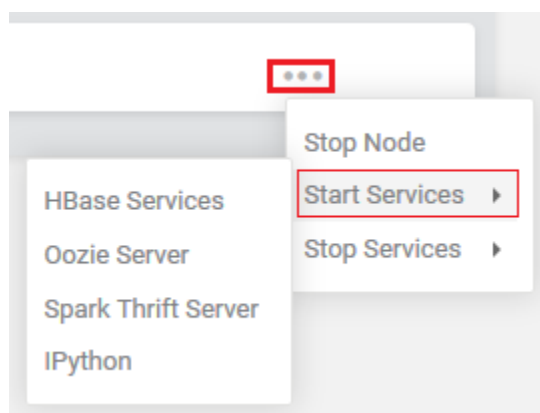 Stop Node
Start Services
Stop Services
HBase Services
Oozie Server
Spark Thrift Server
IPython